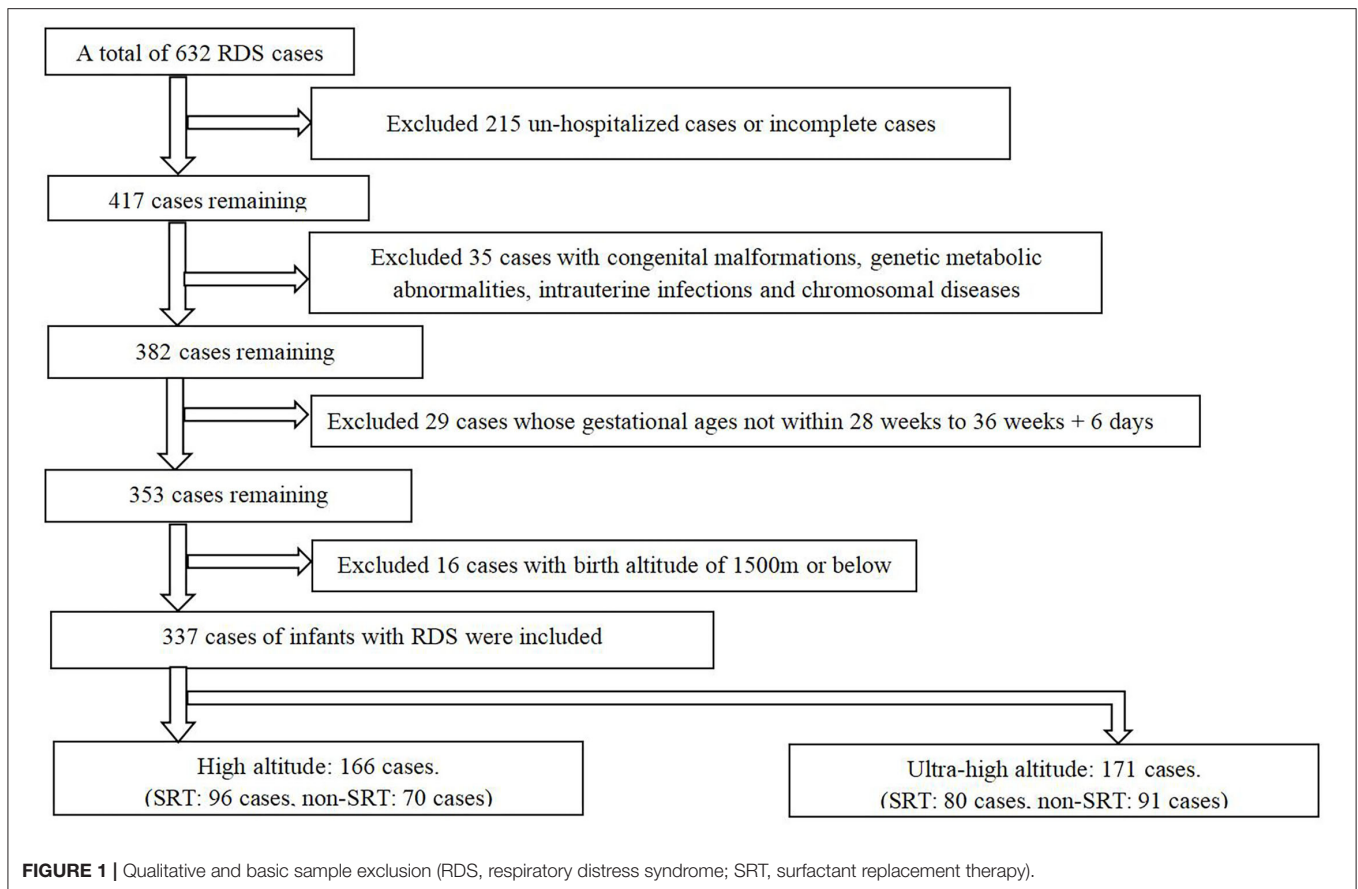 A total of 632 RDS cases
Excluded 215 un-hospitalized cases or incomplete cases
417 cases remaining
Excluded 35 cases with congenital malformations, genetic metabolic
abnormalities, intrauterine infections and chromosomal diseases
382 cases remaining
Excluded 29 cases whose gestational ages not within 28 weeks to 36 weeks + 6 days
353 cases remaining
Excluded 16 cases with birth altitude of 1500m or below
337 cases of infants with RDS were included
High altitude: 166 cases.
(SRT: 96 cases, non-SRT: 70 cases)
Ultra-high altitude: 171 cases.
(SRT: 80 cases, non-SRT: 91 cases)
FIGURE 1 | Qualitative and basic sample exclusion (RDS, respiratory distress syndrome; SRT, surfactant replacement therapy).